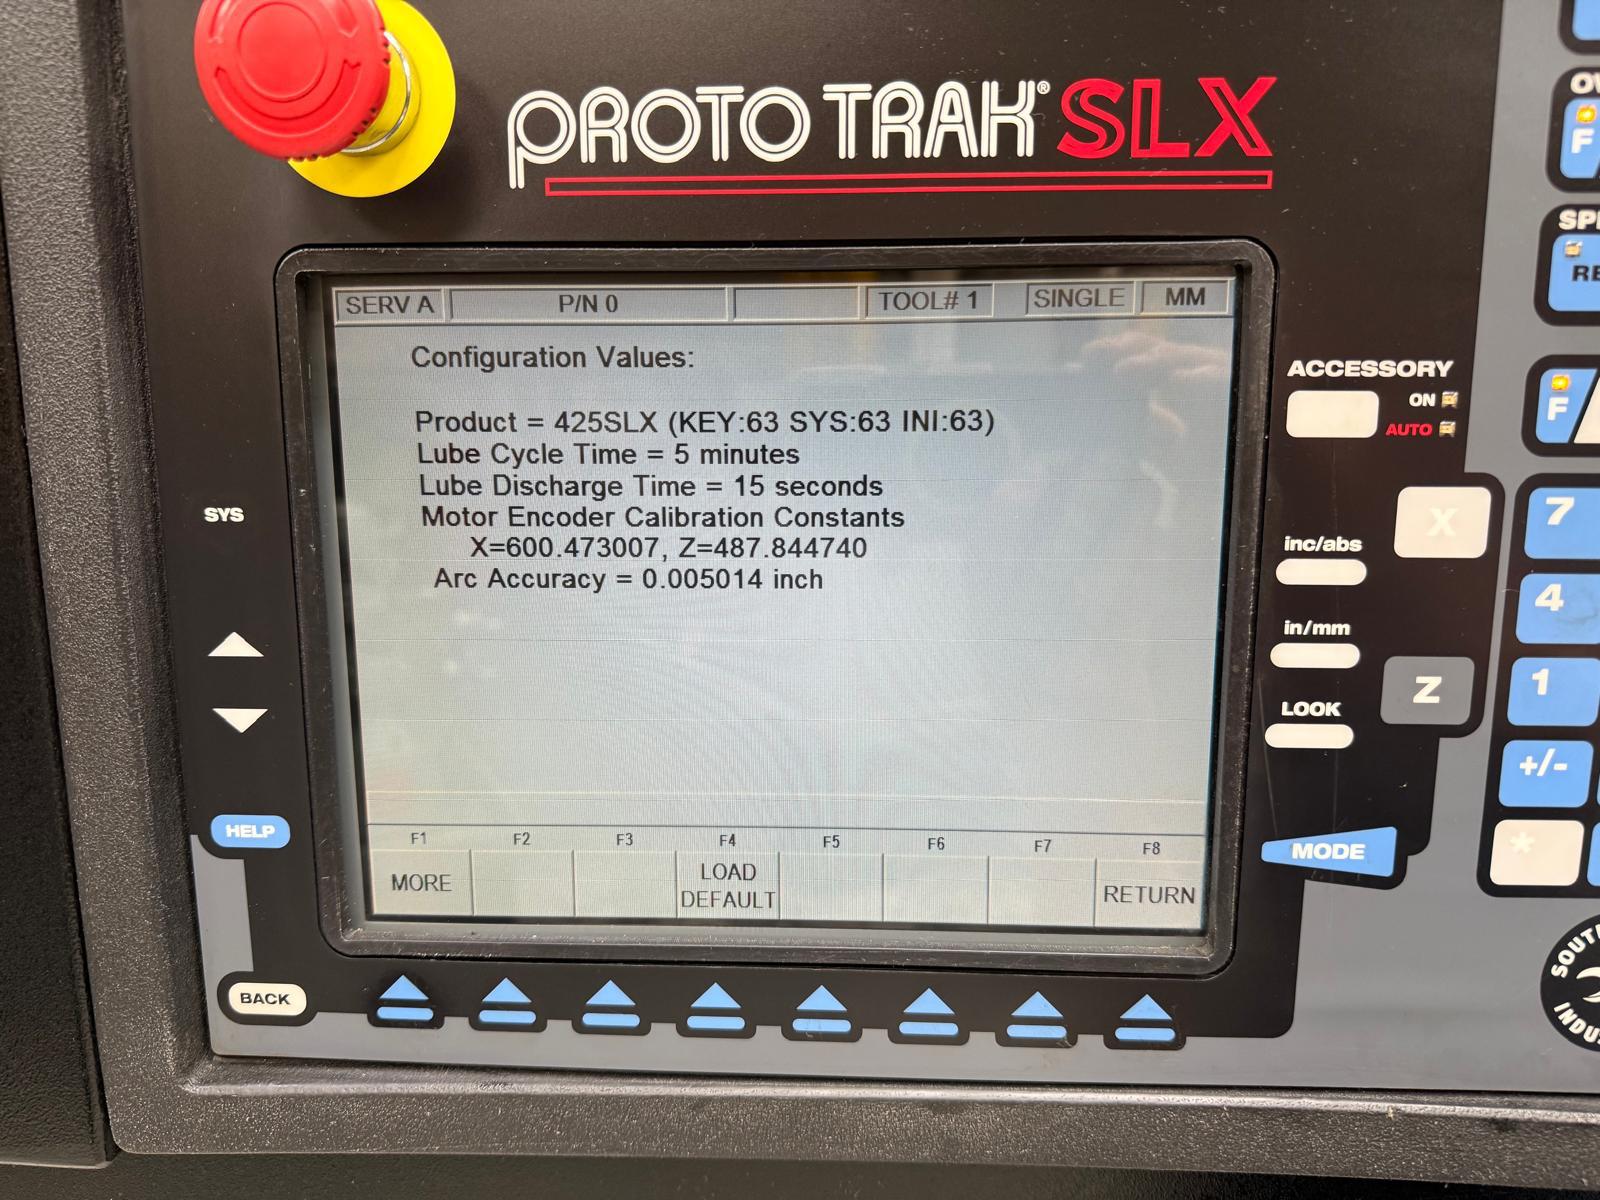 PROTO TRAK® SLX
SERV A P/N 0 TOOL# 1 SINGLE MM
Configuration Values:
Product = 425SLX (KEY:63 SYS:63 INI:63)
Lube Cycle Time = 5 minutes
Lube Discharge Time = 15 seconds
Motor Encoder Calibration Constants
X=600.473007, Z=487.844740
Arc Accuracy = 0.005014 inch
F1 F2 F3 F4 F5 F6 F7 F8
MORE LOAD DEFAULT RETURN
SYS
HELP
BACK
ACCESSORY
ON
AUTO
inc/abs
in/mm
LOOK
MODE
X
Z
F
F
7
4
1
+/-
*